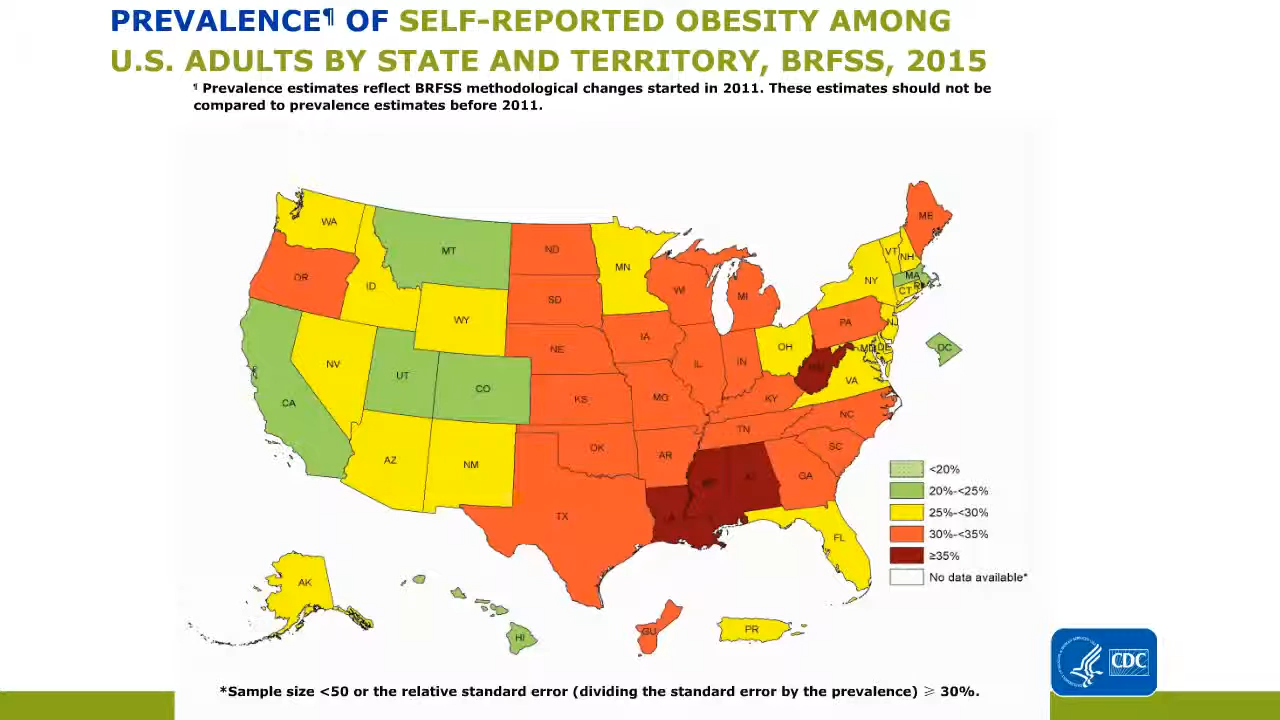 PREVALENCE¶ OF SELF-REPORTED OBESITY AMONG
U.S. ADULTS BY STATE AND TERRITORY, BRFSS, 2015
¶ Prevalence estimates reflect BRFSS methodological changes started in 2011. These estimates should not be
compared to prevalence estimates before 2011.
WA
MT
ND
MN
ME
VT
NH
OR
ID
SD
WI
MI
NY
MA
CT
RI
WY
IA
PA
NJ
NV
UT
CO
NE
IL
IN
OH
MD
DE
DC
WV
VA
CA
KS
MO
KY
NC
AZ
NM
OK
AR
TN
SC
MS
AL
GA
TX
LA
FL
AK
HI
GU
PR
<20%
20%-<25%
25%-<30%
30%-<35%
≥35%
No data available*
CDC
*Sample size <50 or the relative standard error (dividing the standard error by the prevalence) ≥ 30%.